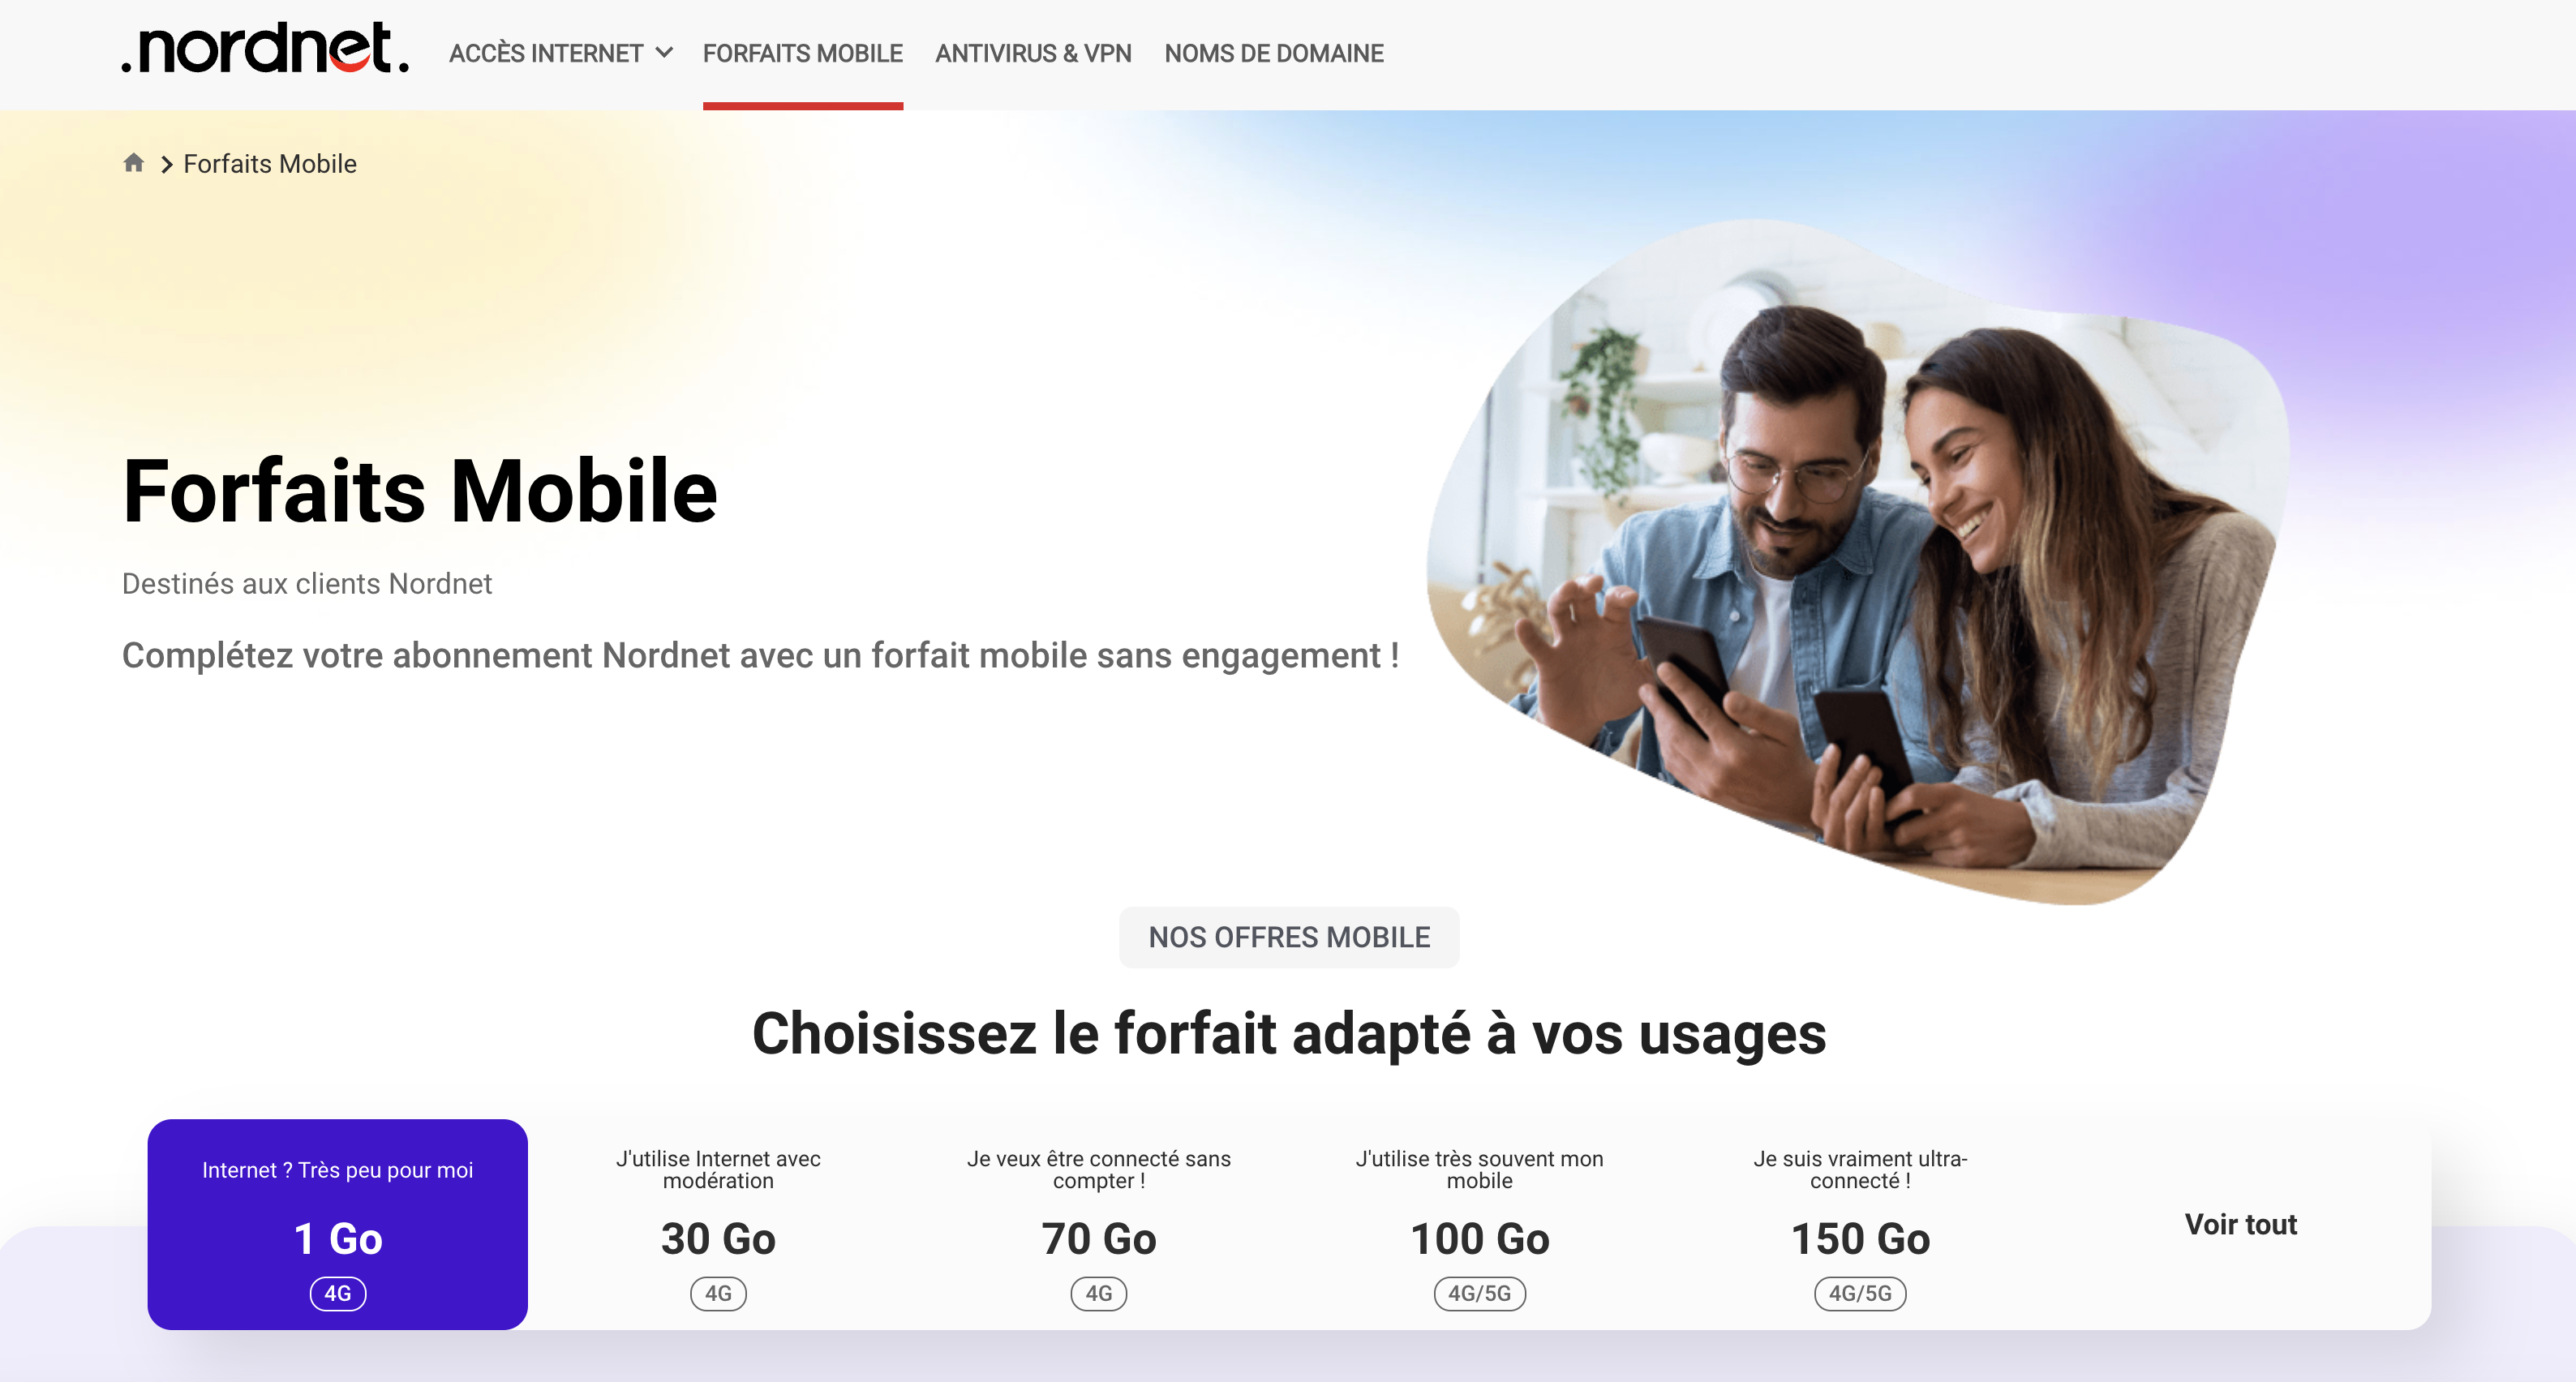 .nordnet.
ACCÈS INTERNET
FORFAITS MOBILE
ANTIVIRUS & VPN
NOMS DE DOMAINE
Forfaits Mobile
Forfaits Mobile
Destinés aux clients Nordnet
Complétez votre abonnement Nordnet avec un forfait mobile sans engagement !
NOS OFFRES MOBILE
Choisissez le forfait adapté à vos usages
Internet ? Très peu pour moi
1 Go
4G
J'utilise Internet avec
modération
30 Go
4G
Je veux être connecté sans
compter !
70 Go
4G
J'utilise très souvent mon
mobile
100 Go
4G/5G
Je suis vraiment ultra-
connecté !
150 Go
4G/5G
Voir tout